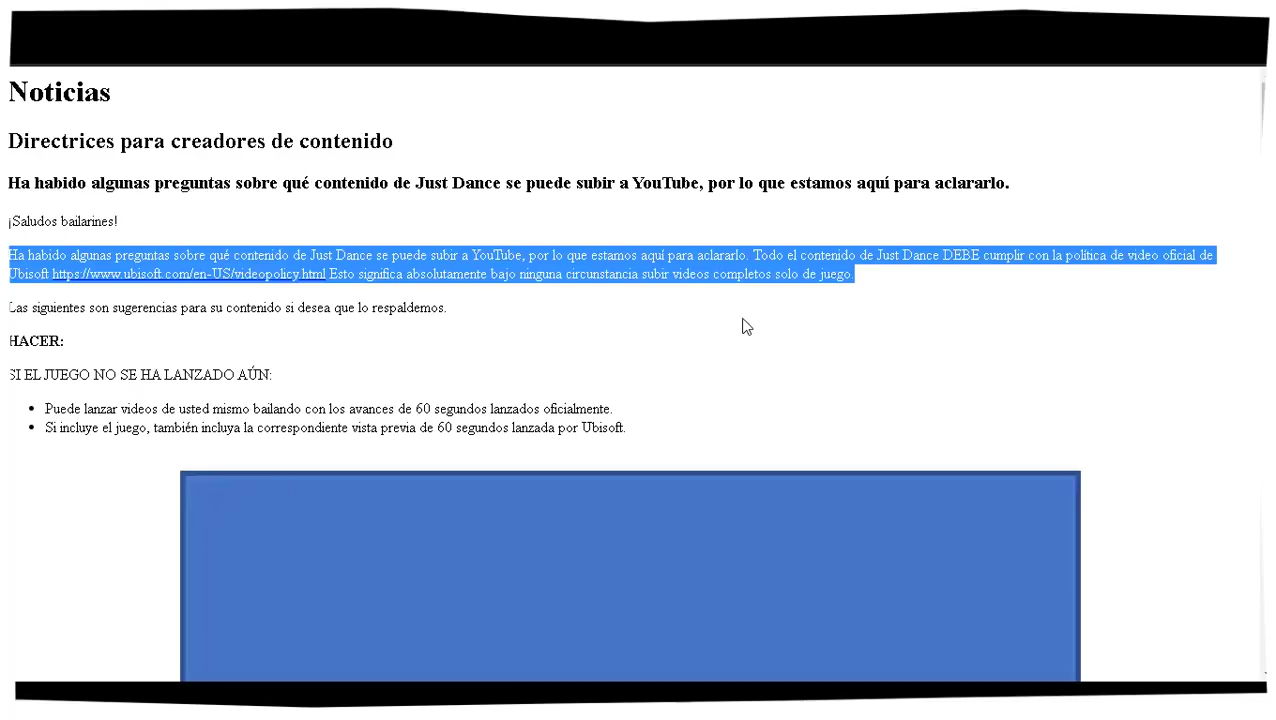 Noticias
Directrices para creadores de contenido
Ha habido algunas preguntas sobre qué contenido de Just Dance se puede subir a YouTube, por lo que estamos aquí para aclararlo.
¡Saludos bailarines!
Ha habido algunas preguntas sobre qué contenido de Just Dance se puede subir a YouTube, por lo que estamos aquí para aclararlo. Todo el contenido de Just Dance DEBE cumplir con la política de video oficial de
Ubisoft https://www.ubisoft.com/en-US/videopolicy.html Esto significa absolutamente bajo ninguna circunstancia subir videos completos solo de juego.
Las siguientes son sugerencias para su contenido si desea que lo respaldemos.
HACER:
SI EL JUEGO NO SE HA LANZADO AÚN:
• Puede lanzar videos de usted mismo bailando con los avances de 60 segundos lanzados oficialmente.
• Si incluye el juego, también incluya la correspondiente vista previa de 60 segundos lanzada por Ubisoft.